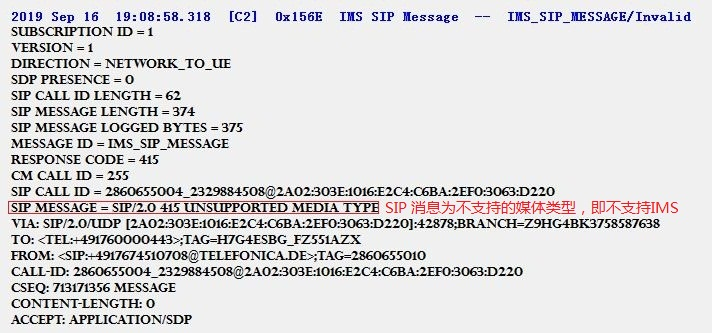 2019 Sep 16 19:08:58.318 [C2] 0x156E IMS SIP Message -- IMS_SIP_MESSAGE/Invalid
SUBSCRIPTION ID = 1
VERSION = 1
DIRECTION = NETWORK_TO_UE
SDP PRESENCE = 0
SIP CALL ID LENGTH = 62
SIP MESSAGE LENGTH = 374
SIP MESSAGE LOGGED BYTES = 375
MESSAGE ID = IMS_SIP_MESSAGE
RESPONSE CODE = 415
CM CALL ID = 255
SIP CALL ID = 2860655004_2329884508@2A02:303E:1016:E2C4:C6BA:2EF0:3063:D220
SIP MESSAGE = SIP/2.0 415 UNSUPPORTED MEDIA TYPE SIP 消息为不支持的媒体类型，即不支持IMS
VIA: SIP/2.0/UDP [2A02:303E:1016:E2C4:C6BA:2EF0:3063:D220]:42878;BRANCH=Z9HG4BK3758587638
TO: <TEL:+491760000443>;TAG=H7G4ESBG_FZ551AZX
FROM: <SIP:+4917674510708@TELEFONICA.DE>;TAG=2860655010
CALL-ID: 2860655004_2329884508@2A02:303E:1016:E2C4:C6BA:2EF0:3063:D220
CSEQ: 713171356 MESSAGE
CONTENT-LENGTH: 0
ACCEPT: APPLICATION/SDP